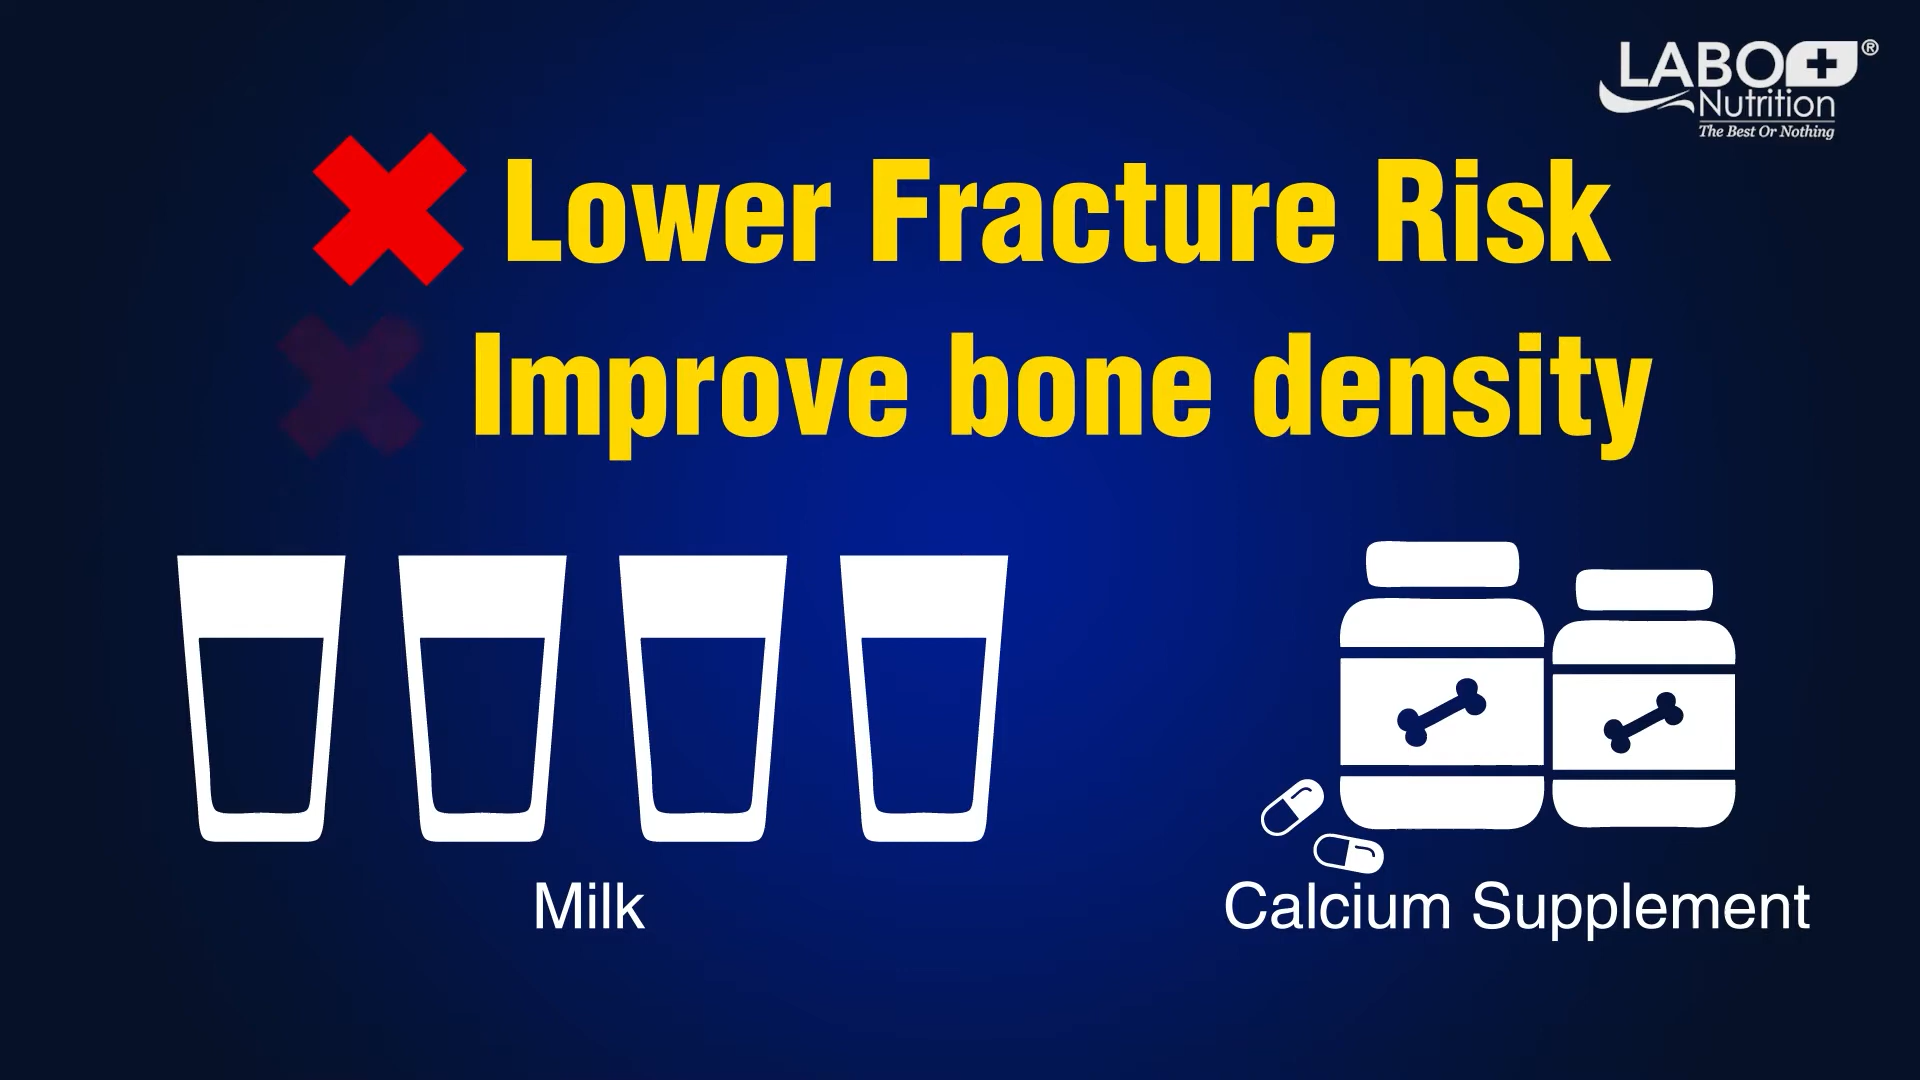 LABO
®
Nutrition
The Best Or Nothing
Lower Fracture Risk
Improve bone density
Milk
Calcium Supplement